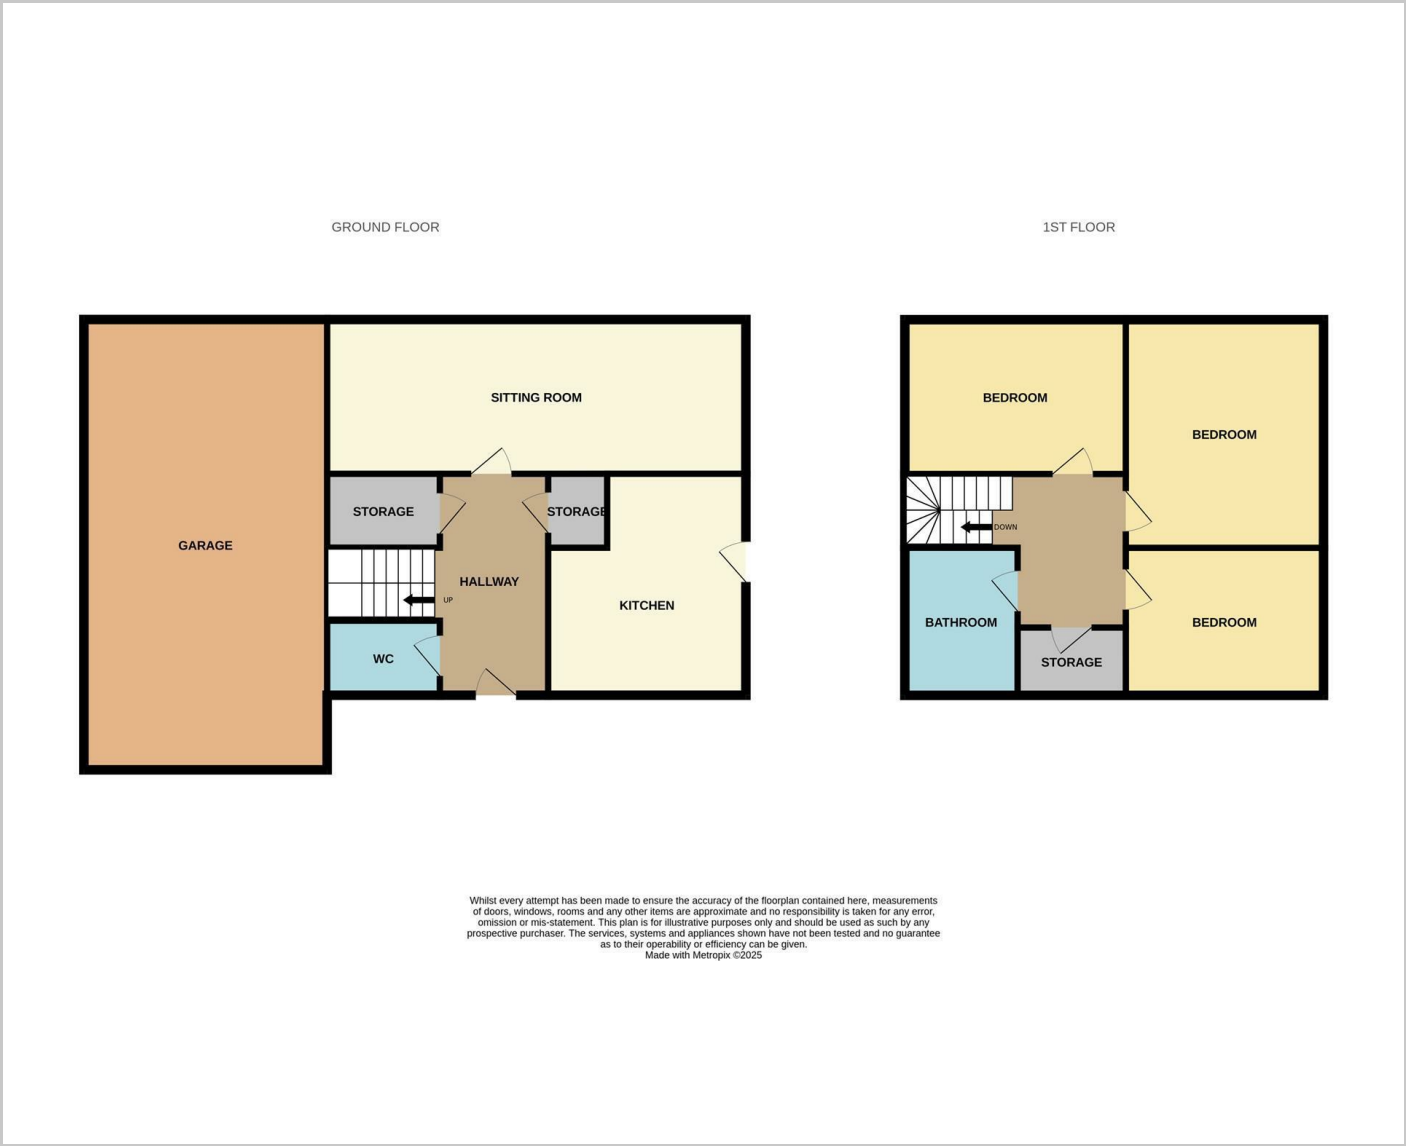 GROUND FLOOR
1ST FLOOR
SITTING ROOM
GARAGE
STORAGE
STORAGE
HALLWAY
UP
KITCHEN
WC
BEDROOM
BEDROOM
DOWN
BATHROOM
BEDROOM
STORAGE
Whilst every attempt has been made to ensure the accuracy of the floorplan contained here, measurements
of doors, windows, rooms and any other items are approximate and no responsibility is taken for any error,
omission or mis-statement. This plan is for illustrative purposes only and should be used as such by any
prospective purchaser. The services, systems and appliances shown have not been tested and no guarantee
as to their operability or efficiency can be given.
Made with Metropix ©2025